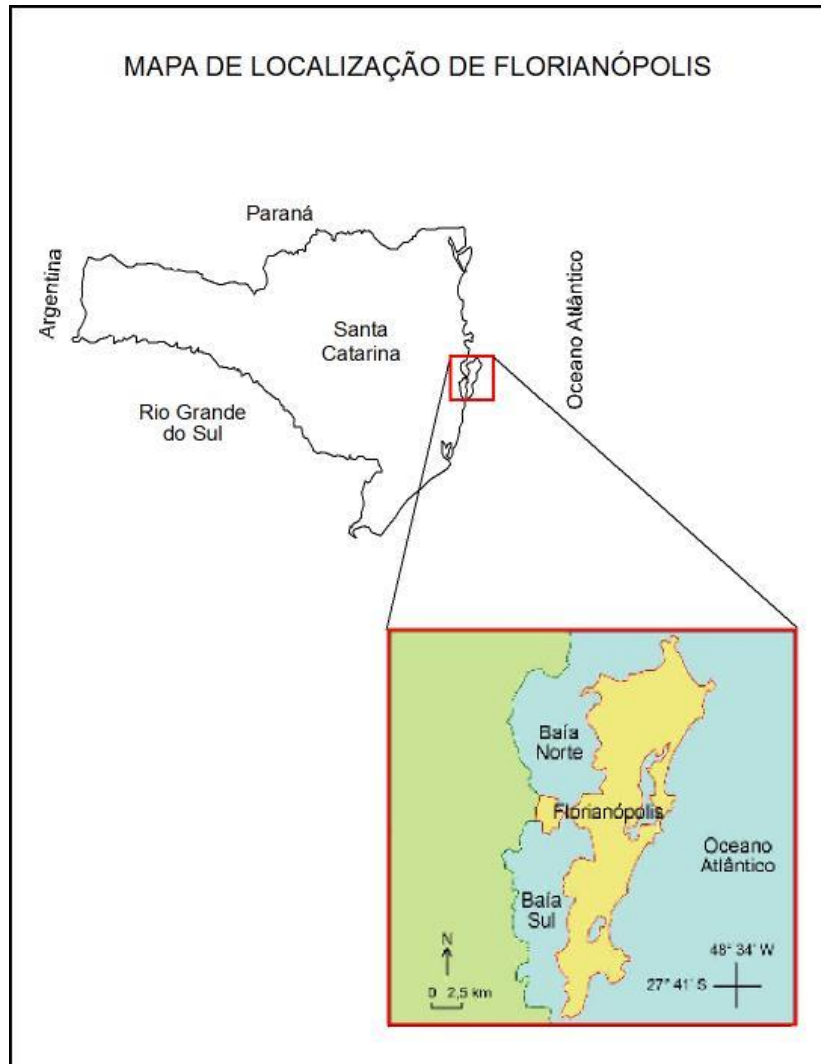 MAPA DE LOCALIZAÇÃO DE FLORIANÓPOLIS
Paraná
Argentina
Oceano Atlântico
Santa
Catarina
Rio Grande
do Sul
Baía
Norte
Florianópolis
Oceano
Atlântico
Baía
Sul
N
0 2,5 km
48° 34' W
27° 41' S